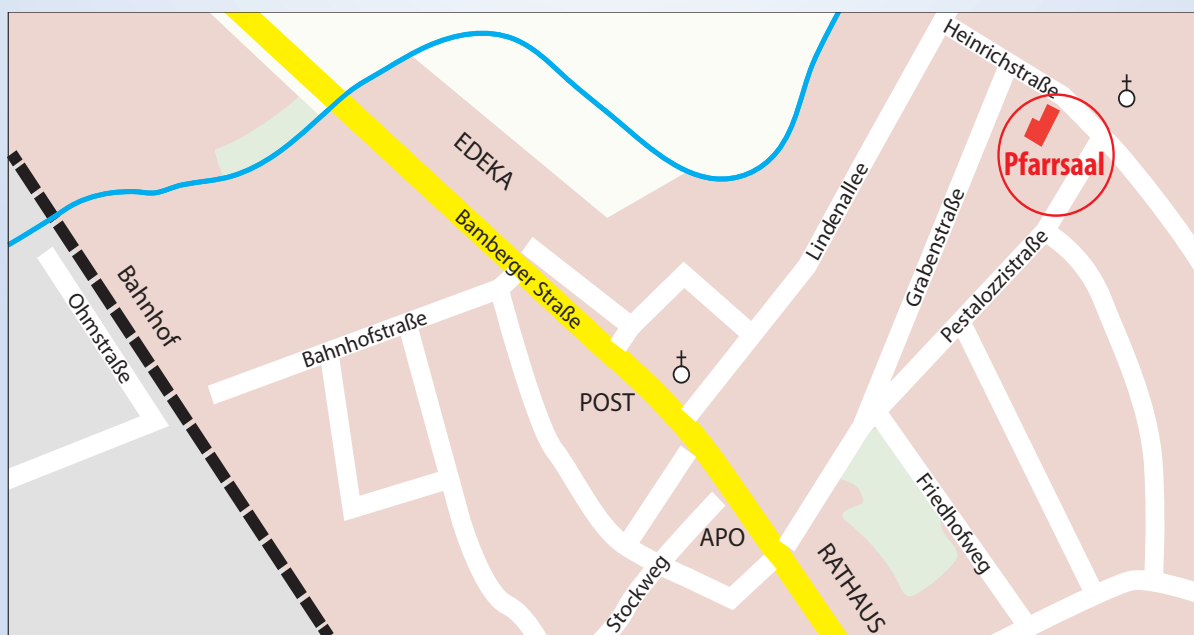 Heinrichstraße
EDEKA
Pfarrsaal
Lindenallee
Bamberger Straße
Grabenstraße
Bahnhof
Pestalozzistraße
Ohmstraße
Bahnhofstraße
POST
APO
Friedhofweg
RATHAUS
Stockweg